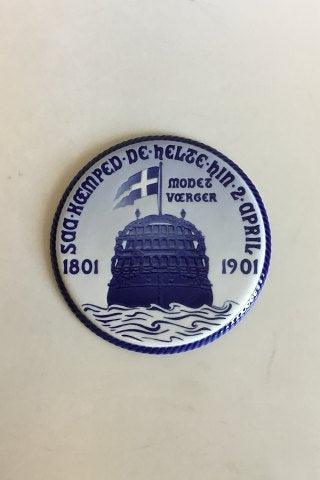 SAA · KÆMPED · DE · HELTE · HIN · 2 · APRIL
MODET
VÆRGER
1801 1901